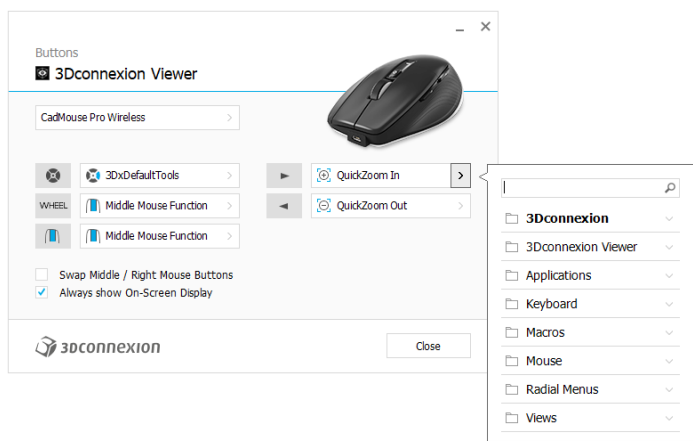 Buttons
3Dconnexion Viewer
CadMouse Pro Wireless
3DxDefaultTools
QuickZoom In
WHEEL
Middle Mouse Function
QuickZoom Out
Middle Mouse Function
Swap Middle / Right Mouse Buttons
Always show On-Screen Display
3DCONNEXION
Close
3Dconnexion
3Dconnexion Viewer
Applications
Keyboard
Macros
Mouse
Radial Menus
Views